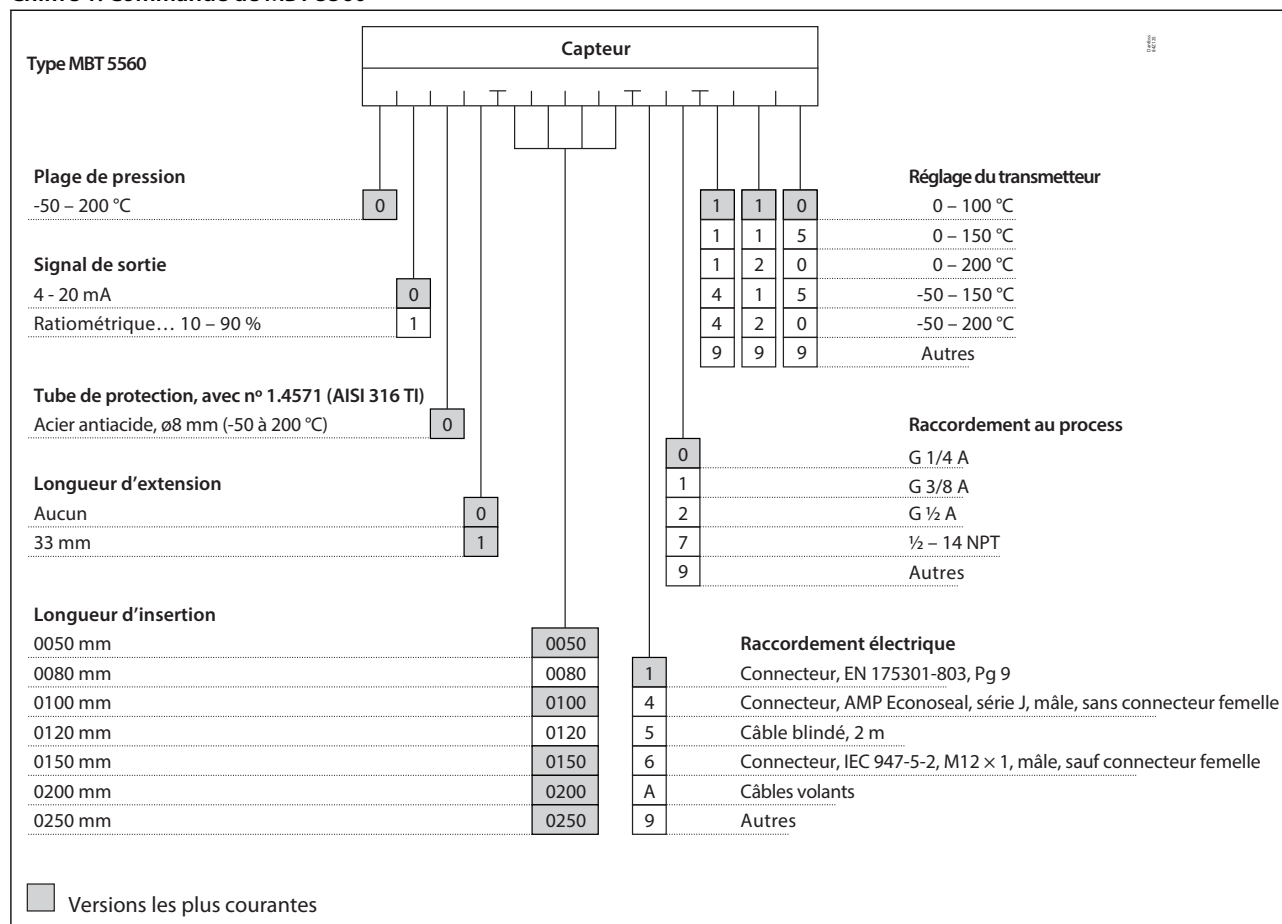 Type MBT 5560
Capteur
Plage de pression
-50 – 200 °C 0
Signal de sortie
4 - 20 mA 0
Ratiométrique… 10 – 90 % 1
Tube de protection, avec nº 1.4571 (AISI 316 TI)
Acier antiacide, ø8 mm (-50 à 200 °C) 0
Longueur d’extension
Aucun 0
33 mm 1
Longueur d’insertion
0050 mm 0050
0080 mm 0080
0100 mm 0100
0120 mm 0120
0150 mm 0150
0200 mm 0200
0250 mm 0250
Réglage du transmetteur
1 1 0 0 – 100 °C
1 1 5 0 – 150 °C
1 2 0 0 – 200 °C
4 1 5 -50 – 150 °C
4 2 0 -50 – 200 °C
9 9 9 Autres
Raccordement au process
0 G 1/4 A
1 G 3/8 A
2 G ½ A
7 ½ – 14 NPT
9 Autres
Raccordement électrique
1 Connecteur, EN 175301-803, Pg 9
4 Connecteur, AMP Econoseal, série J, mâle, sans connecteur femelle
5 Câble blindé, 2 m
6 Connecteur, IEC 947-5-2, M12 × 1, mâle, sauf connecteur femelle
A Câbles volants
9 Autres
Versions les plus courantes